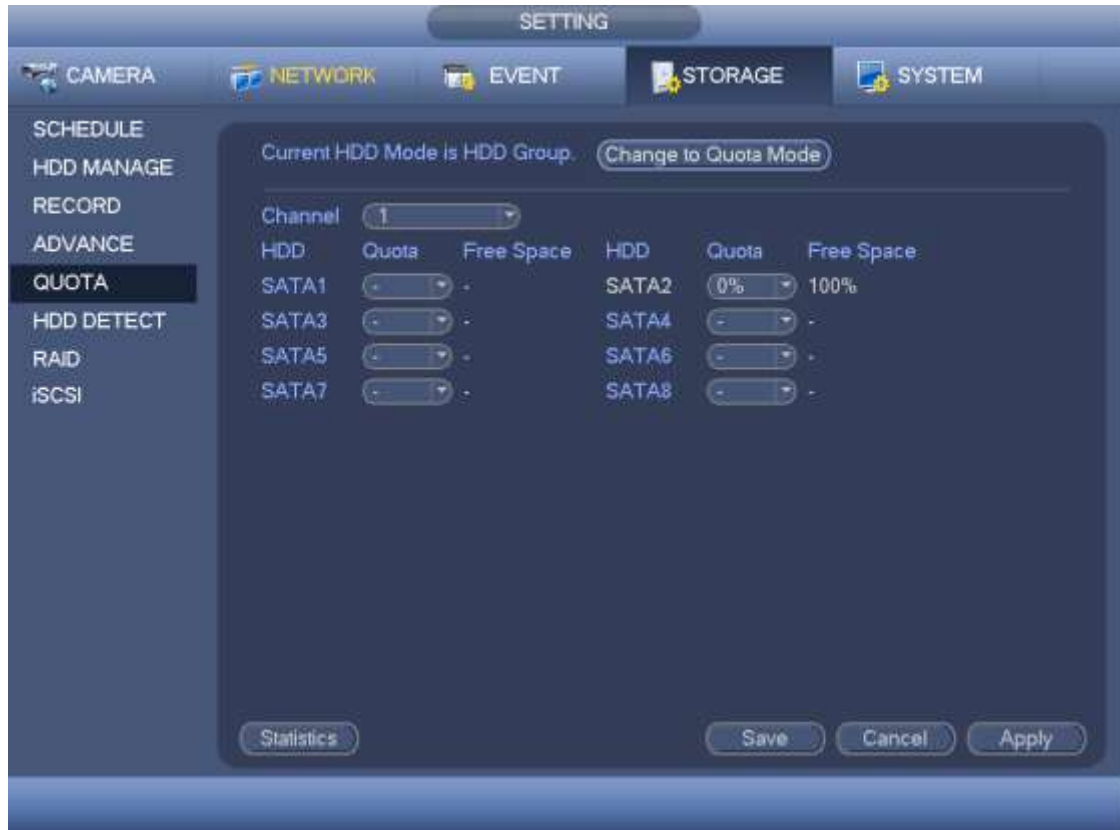 SETTING
CAMERA NETWORK EVENT STORAGE SYSTEM
SCHEDULE
HDD MANAGE
RECORD
ADVANCE
QUOTA
HDD DETECT
RAID
iSCSI
Current HDD Mode is HDD Group. Change to Quota Mode
Channel 1
HDD Quota Free Space HDD Quota Free Space
SATA1 - - SATA2 0% 100%
SATA3 - - SATA4 - -
SATA5 - - SATA6 - -
SATA7 - - SATA8 - -
Statistics Save Cancel Apply